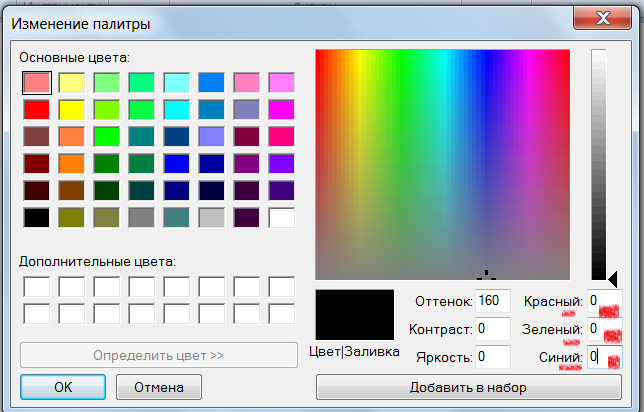 Изменение палитры
Основные цвета:
Дополнительные цвета:
Определить цвет >>
OK
Отмена
Цвет|Заливка
Оттенок: 160
Контраст: 0
Яркость: 0
Красный: 0
Зеленый: 0
Синий: 0
Добавить в набор